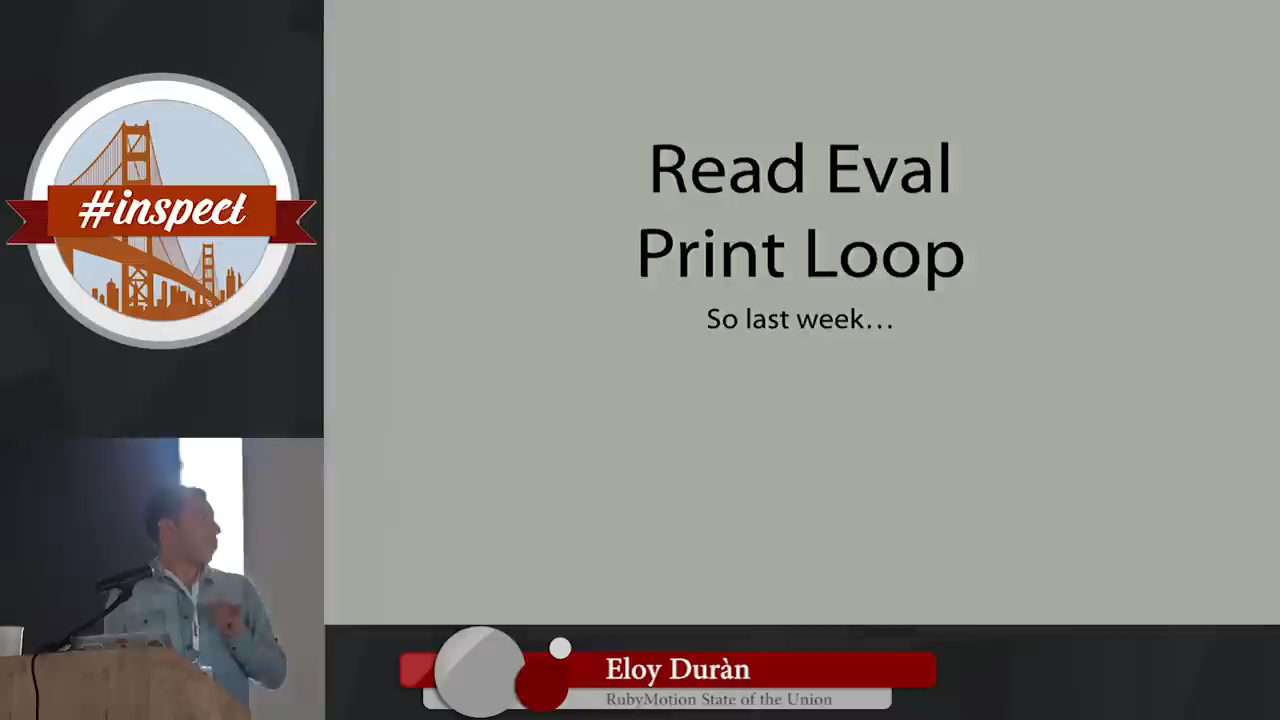 #inspect
Read Eval
Print Loop
So last week…
Eloy Duràn
RubyMotion State of the Union